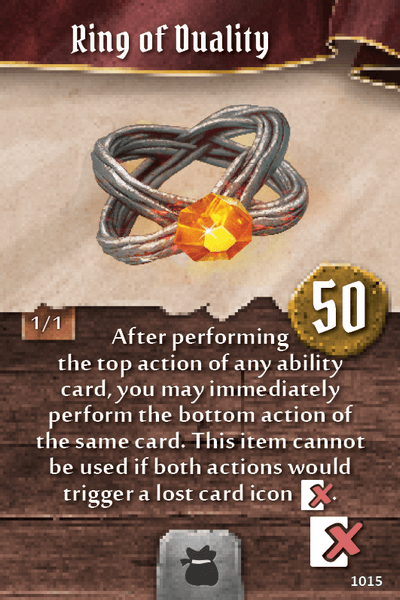 Ring of Duality
50
1/1
After performing
the top action of any ability
card, you may immediately
perform the bottom action of
the same card. This item cannot
be used if both actions would
trigger a lost card icon .
1015